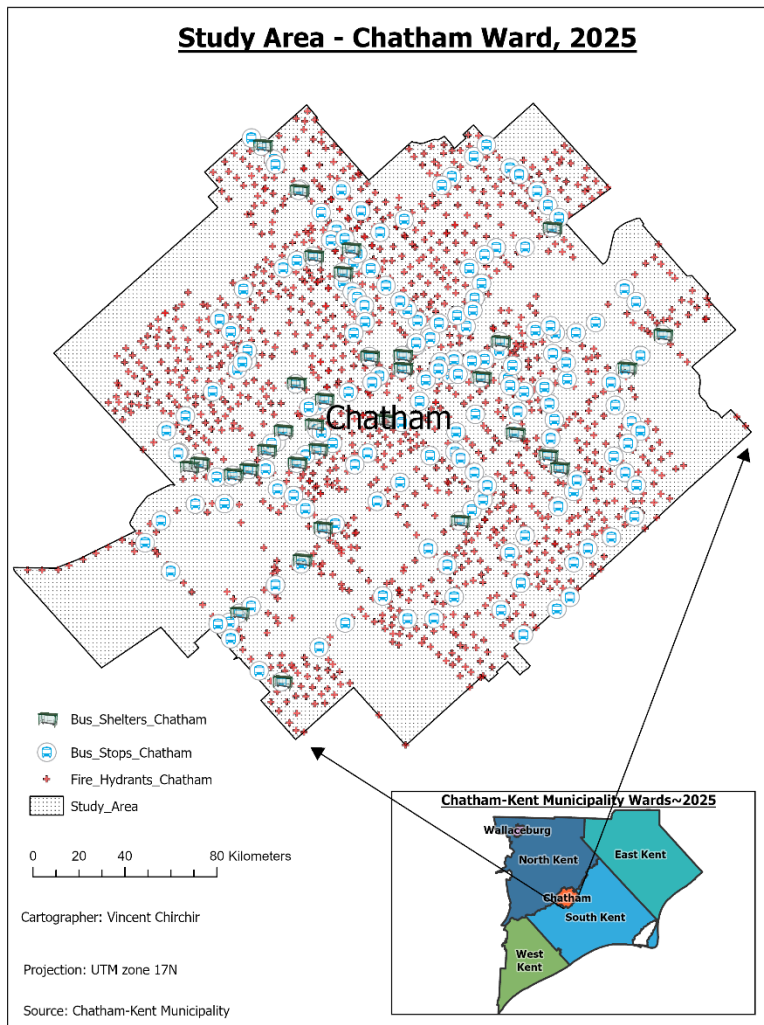 Study Area - Chatham Ward, 2025
Chatham
Bus_Shelters_Chatham
Bus_Stops_Chatham
Fire_Hydrants_Chatham
Study_Area
0 20 40 80 Kilometers
Cartographer: Vincent Chirchir
Projection: UTM zone 17N
Source: Chatham-Kent Municipality
Chatham-Kent Municipality Wards~2025
Wallaceburg
North Kent
East Kent
Chatham
South Kent
West
Kent